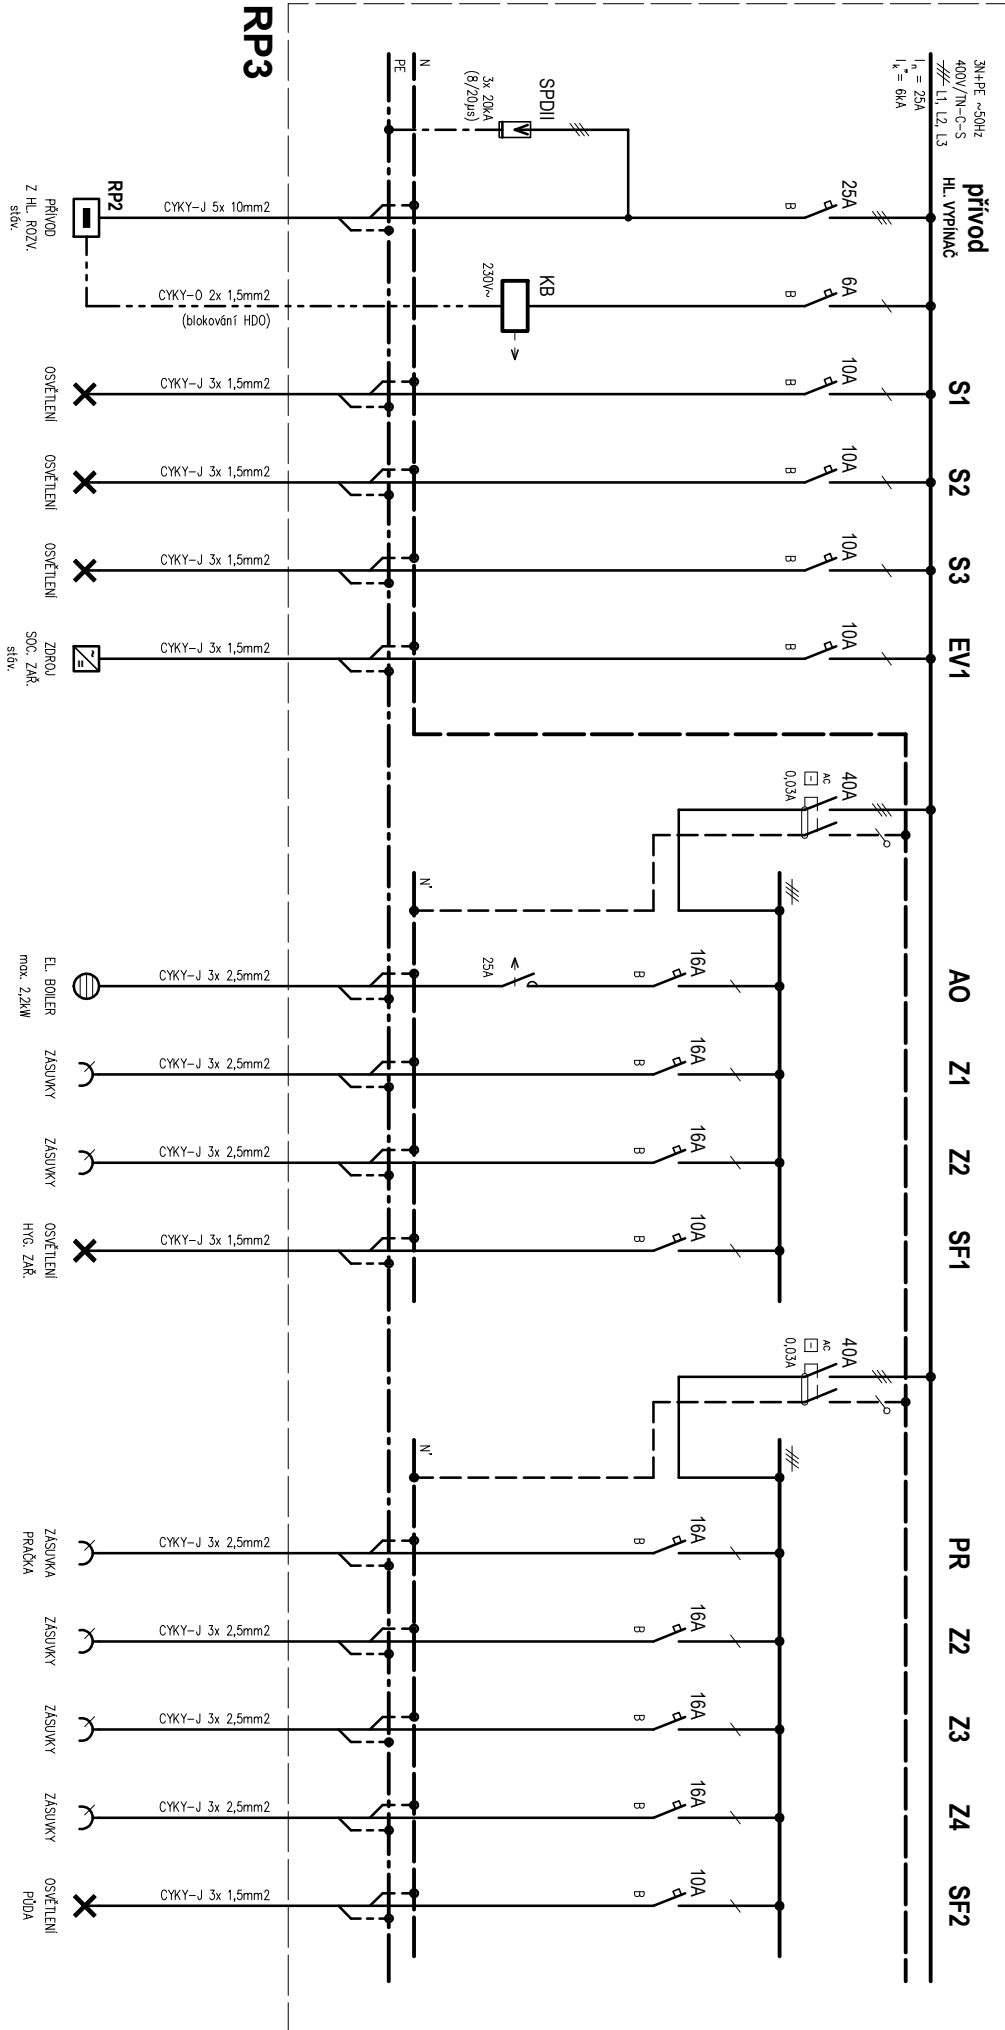 RP3
3N+PE ~50Hz
400V/TN-C-S
L1, L2, L3
In = 25A
Ik" = 6kA
přívod
HL. VYPÍNAČ
25A
B
SPDII
3x 20kA
(8/20µs)
N
PE
CYKY-J 5x 10mm2
RP2
PŘÍVOD
Z HL. ROZV.
stáv.
6A
B
KB
230V~
CYKY-O 2x 1,5mm2
(blokování HDO)
S1
10A
B
CYKY-J 3x 1,5mm2
OSVĚTLENÍ
S2
10A
B
CYKY-J 3x 1,5mm2
OSVĚTLENÍ
S3
10A
B
CYKY-J 3x 1,5mm2
OSVĚTLENÍ
EV1
10A
B
CYKY-J 3x 1,5mm2
ZDROJ
SOC. ZAŘ.
stáv.
40A
AC
0,03A
N'
AO
16A
B
25A
CYKY-J 3x 2,5mm2
EL. BOILER
max. 2,2kW
Z1
16A
B
CYKY-J 3x 2,5mm2
ZÁSUVKY
Z2
16A
B
CYKY-J 3x 2,5mm2
ZÁSUVKY
SF1
10A
B
CYKY-J 3x 1,5mm2
OSVĚTLENÍ
HYG. ZAŘ.
40A
AC
0,03A
N'
PR
16A
B
CYKY-J 3x 2,5mm2
ZÁSUVKA
PRAČKA
Z2
16A
B
CYKY-J 3x 2,5mm2
ZÁSUVKY
Z3
16A
B
CYKY-J 3x 2,5mm2
ZÁSUVKY
Z4
16A
B
CYKY-J 3x 2,5mm2
ZÁSUVKY
SF2
10A
B
CYKY-J 3x 1,5mm2
OSVĚTLENÍ
PŮDA